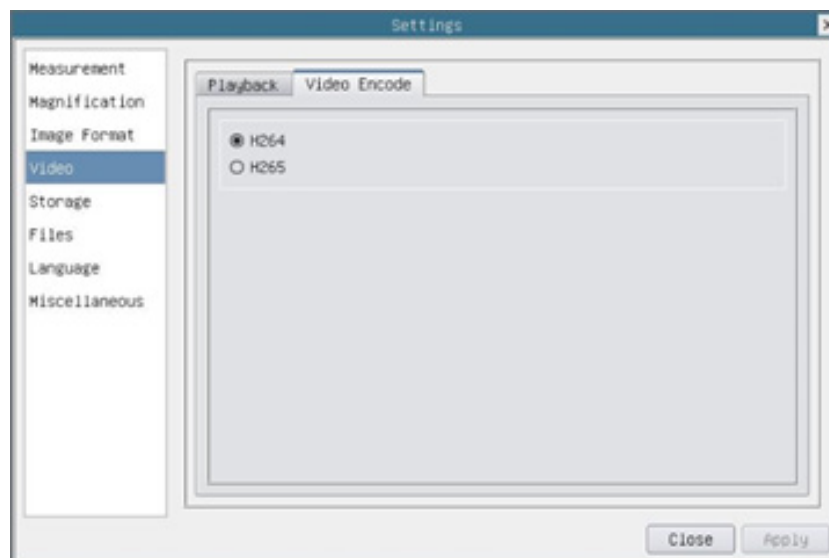 Settings
Measurement
Magnification
Image Format
Video
Storage
Files
Language
Miscellaneous
Playback
Video Encode
H264
H265
Close
Apply